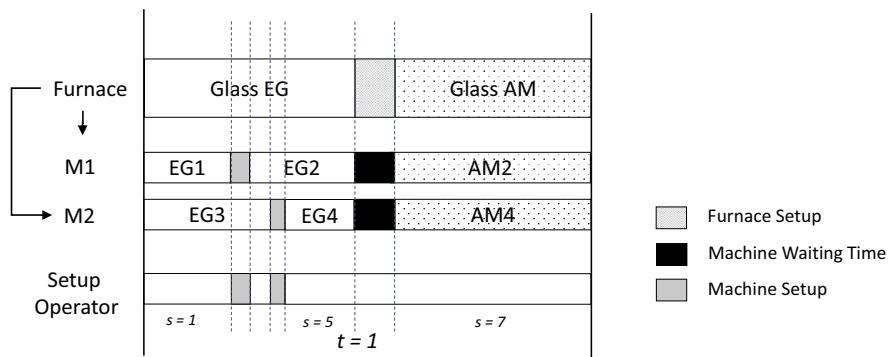 Furnace
Glass EG
Glass AM
M1
EG1
EG2
AM2
M2
EG3
EG4
AM4
Setup
Operator
s = 1
s = 5
s = 7
t = 1
Furnace Setup
Machine Waiting Time
Machine Setup